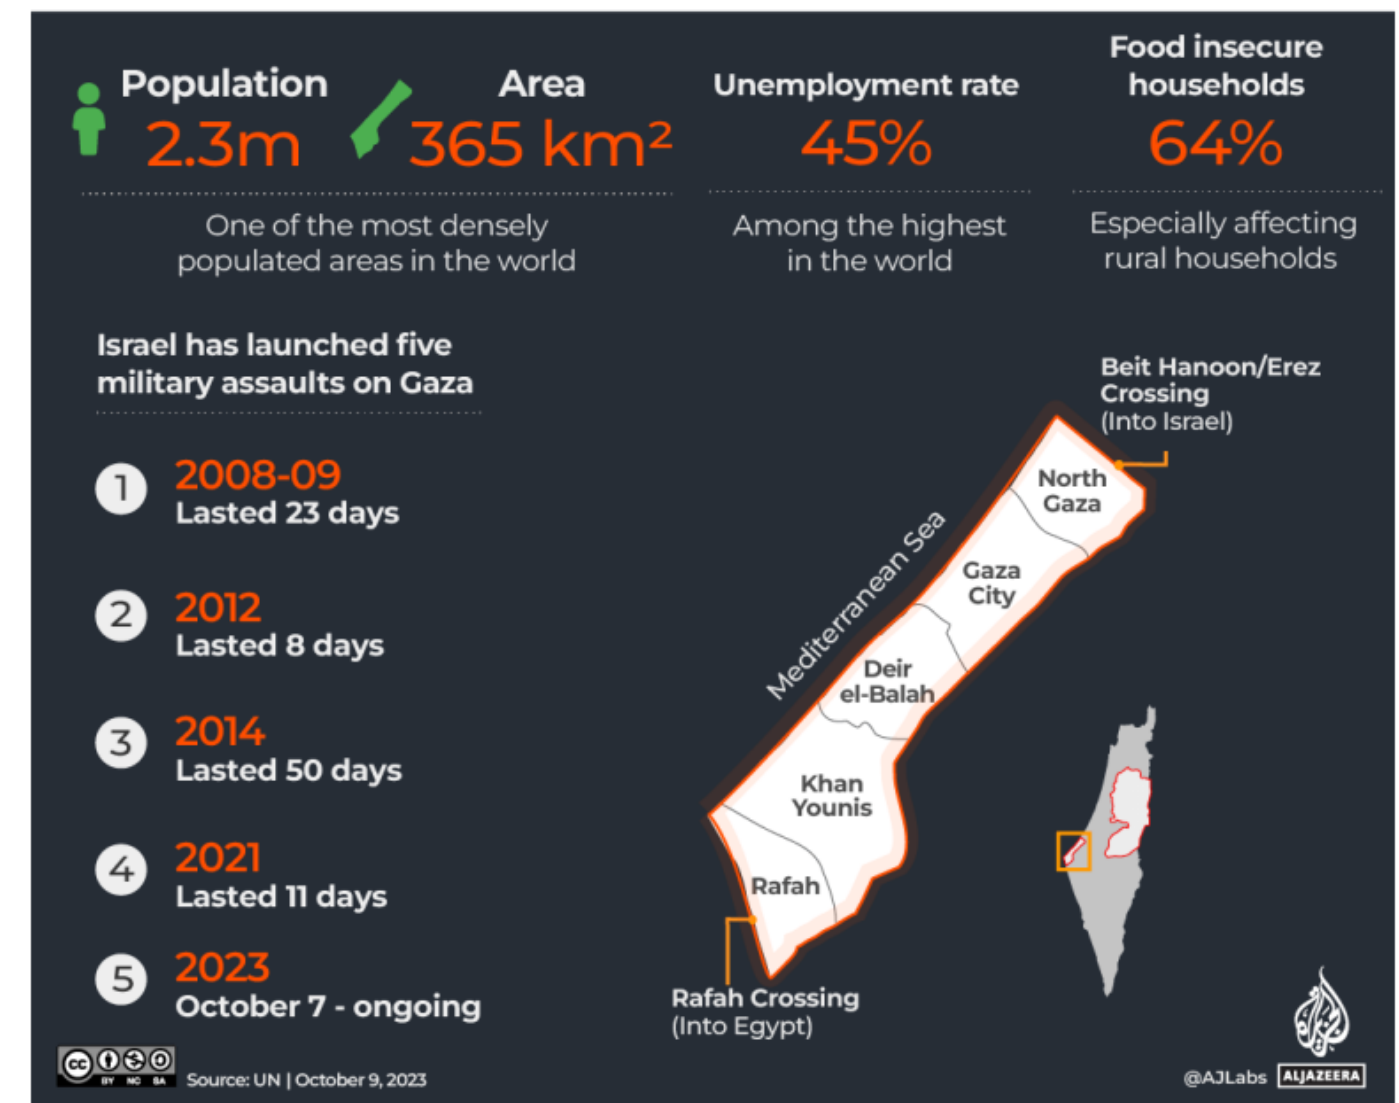 Population
2.3m
Area
365 km²
One of the most densely
populated areas in the world
Unemployment rate
45%
Among the highest
in the world
Food insecure
households
64%
Especially affecting
rural households
Israel has launched five
military assaults on Gaza
1
2008-09
Lasted 23 days
2
2012
Lasted 8 days
3
2014
Lasted 50 days
4
2021
Lasted 11 days
5
2023
October 7 - ongoing
Beit Hanoon/Erez
Crossing
(Into Israel)
North
Gaza
Gaza
City
Mediterranean Sea
Deir
el-Balah
Khan
Younis
Rafah
Rafah Crossing
(Into Egypt)
cc BY NC SA
Source: UN | October 9, 2023
@AJLabs ALJAZEERA